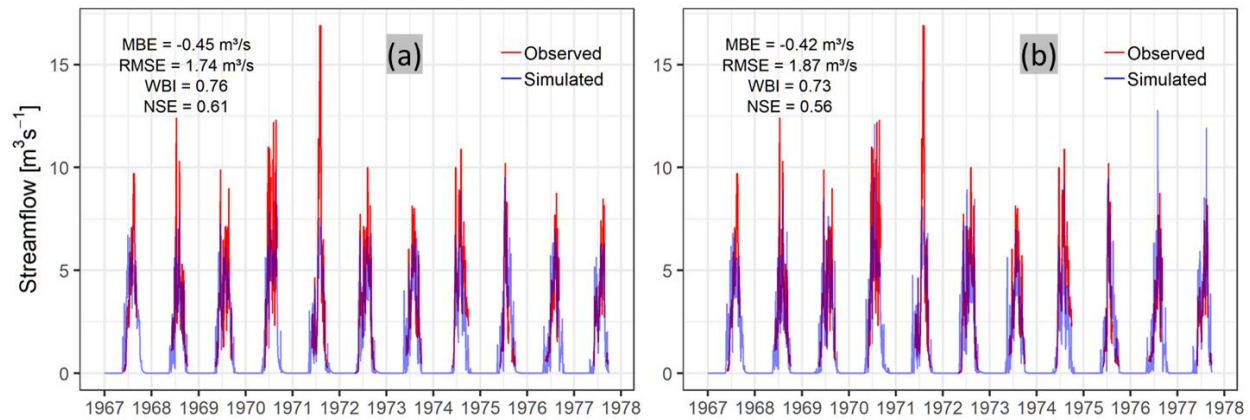 MBE = -0.45 m³/s
RMSE = 1.74 m³/s
WBI = 0.76
NSE = 0.61
(a)
Observed
Simulated
Streamflow [m³s⁻¹]
15
10
5
0
1967 1968 1969 1970 1971 1972 1973 1974 1975 1976 1977 1978
MBE = -0.42 m³/s
RMSE = 1.87 m³/s
WBI = 0.73
NSE = 0.56
(b)
Observed
Simulated
15
10
5
0
1967 1968 1969 1970 1971 1972 1973 1974 1975 1976 1977 1978